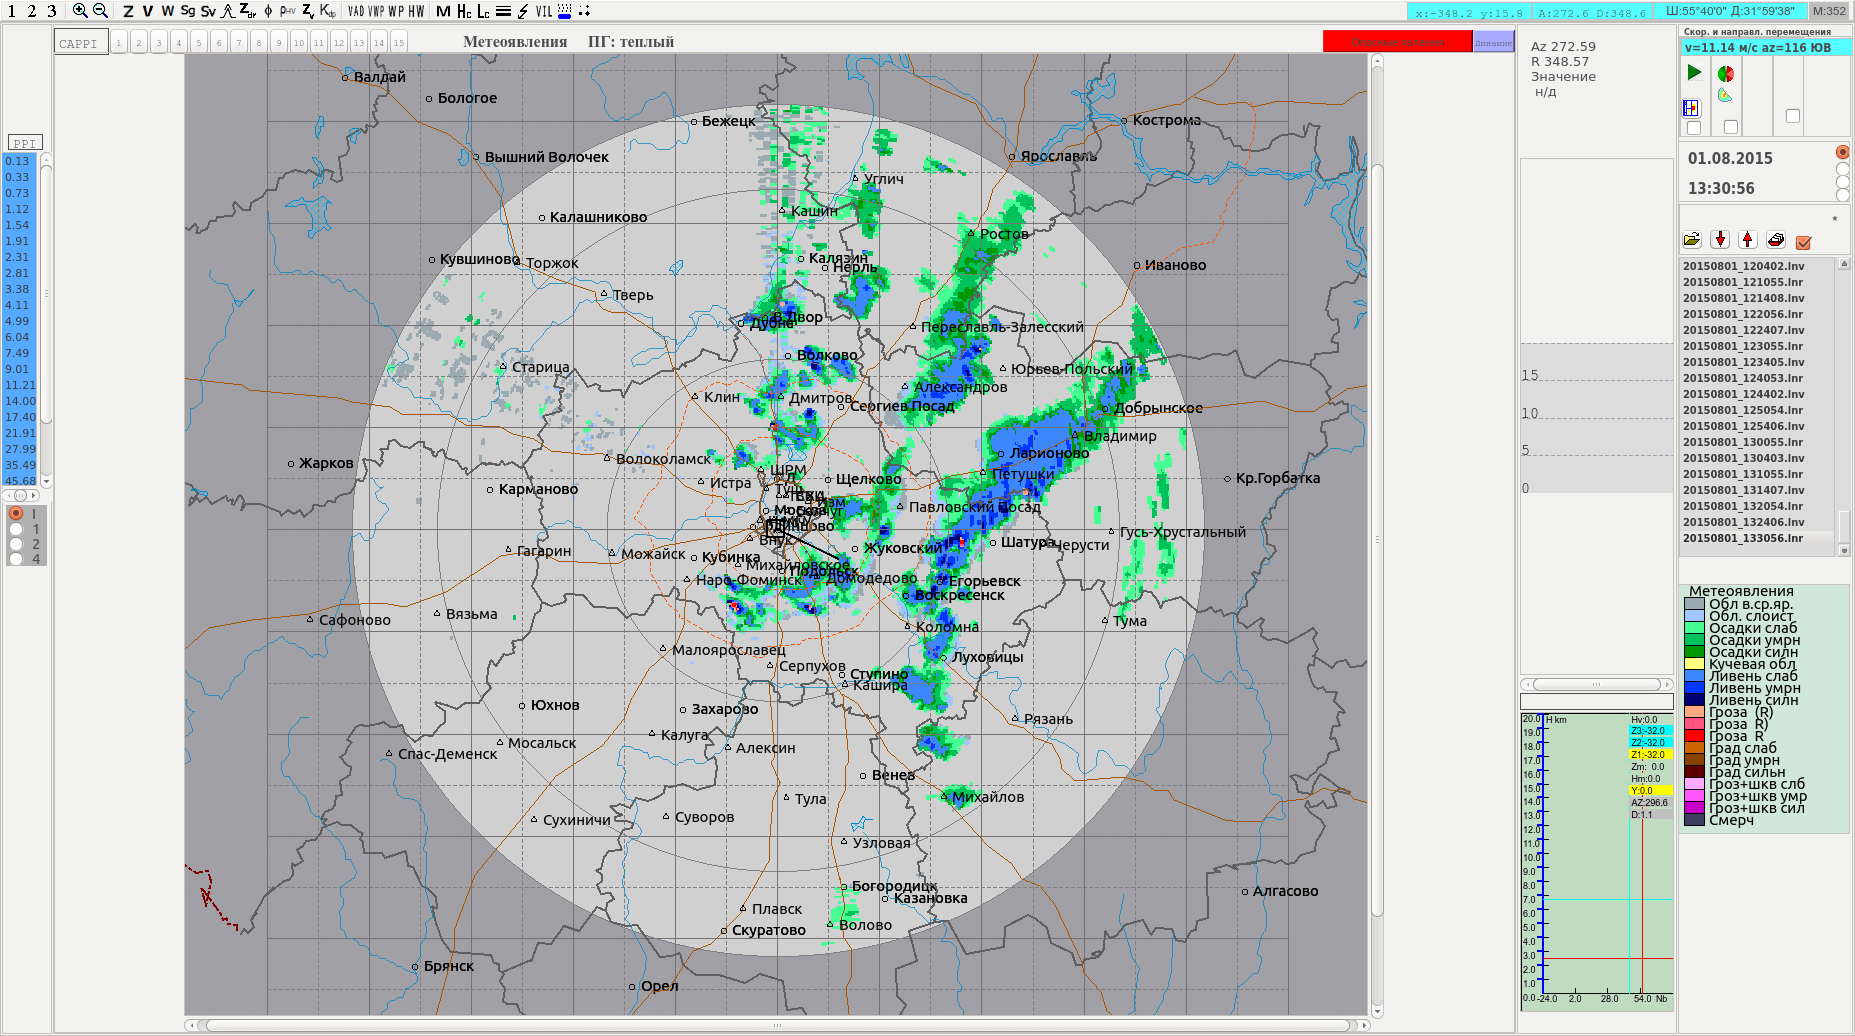 1 2 3 Z V W Sg Sv Zdr ϕ ρHV Zv Kdp VAD VWP WP HW M Hc Lc VIL
x:-348.2 y:15.8 A:272.6 D:348.6 Ш:55°40'0" Д:31°59'38" M:352
CAPPI 1 2 3 4 5 6 7 8 9 10 11 12 13 14 15
Метеоявления ПГ: теплый
Динамик
PPI
0.13
0.33
0.73
1.12
1.54
1.91
2.31
2.81
3.38
4.11
4.99
6.04
7.49
9.01
11.21
14.00
17.40
21.91
27.99
35.49
45.68
I
1
2
4
Валдай
Бологое
Бежецк
Кострома
Вышний Волочек
Ярославль
Углич
Кашин
Калашниково
Ростов
Кувшиново
Торжок
Калязин
Нерль
Иваново
Тверь
В.Двор
Дубна
Переславль-Залесский
Волково
Старица
Юрьев-Польский
Александров
Клин
Дмитров
Сергиев Посад
Добрынское
Владимир
Волоколамск
Ларионово
Жарков
ШРМ
Петушки
Истра
Щелково
Кр.Горбатка
Карманово
Павловский Посад
Москва
Одинцово
Гусь-Хрустальный
Внук
Шатура
Черусти
Гагарин
Можайск
Кубинка
Жуковский
Михайловское
Подольск
Наро-Фоминск
Домодедово
Егорьевск
Воскресенск
Вязьма
Сафоново
Коломна
Тума
Малоярославец
Луховицы
Серпухов
Ступино
Кашира
Юхнов
Захарово
Рязань
Калуга
Мосальск
Алексин
Спас-Деменск
Венев
Тула
Михайлов
Сухиничи
Суворов
Узловая
Богородицк
Казановка
Алгасово
Плавск
Волово
Скуратово
Брянск
Орел
Az 272.59
R 348.57
Значение
н/д
15
10
5
0
20.0 H km
19.0
18.0
17.0
16.0
15.0
14.0
13.0
12.0
11.0
10.0
9.0
8.0
7.0
6.0
5.0
4.0
3.0
2.0
1.0
0.0 -24.0 2.0 28.0 54.0 Nb
Hv:0.0
Z3:-32.0
Z2:-32.0
Z1:-32.0
Zm: 0.0
Hm:0.0
Y:0.0
AZ:296.6
D:1.1
Скор. и направл. перемещения
v=11.14 м/с az=116 ЮВ
01.08.2015
13:30:56
*
20150801_120402.lnv
20150801_121055.lnr
20150801_121408.lnv
20150801_122056.lnr
20150801_122407.lnv
20150801_123055.lnr
20150801_123405.lnv
20150801_124053.lnr
20150801_124402.lnv
20150801_125054.lnr
20150801_125406.lnv
20150801_130055.lnr
20150801_130403.lnv
20150801_131055.lnr
20150801_131407.lnv
20150801_132054.lnr
20150801_132406.lnv
20150801_133056.lnr
Метеоявления
Обл в.ср.яр.
Обл. слоист
Осадки слаб
Осадки умрн
Осадки силн
Кучевая обл
Ливень слаб
Ливень умрн
Ливень силн
Гроза (R)
Гроза R)
Гроза R
Град слаб
Град умрн
Град сильн
Гроз+шкв слб
Гроз+шкв умр
Гроз+шкв сил
Смерч